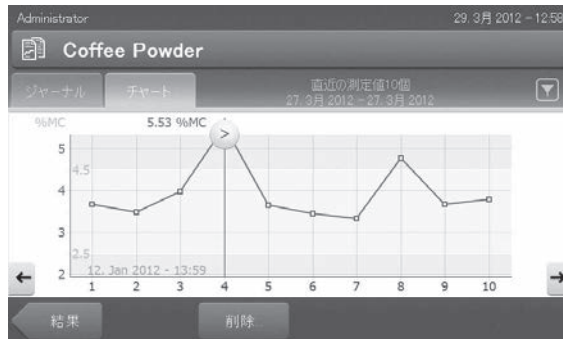 Administrator
29. 3月 2012 - 12:58
Coffee Powder
ジャーナル
チャート
直近の測定値10個
27. 3月 2012 - 27. 3月 2012
%MC
5.53 %MC
>
5
4.5
4
3
2.5
2
12. Jan 2012 - 13:59
1 2 3 4 5 6 7 8 9 10
結果
削除...